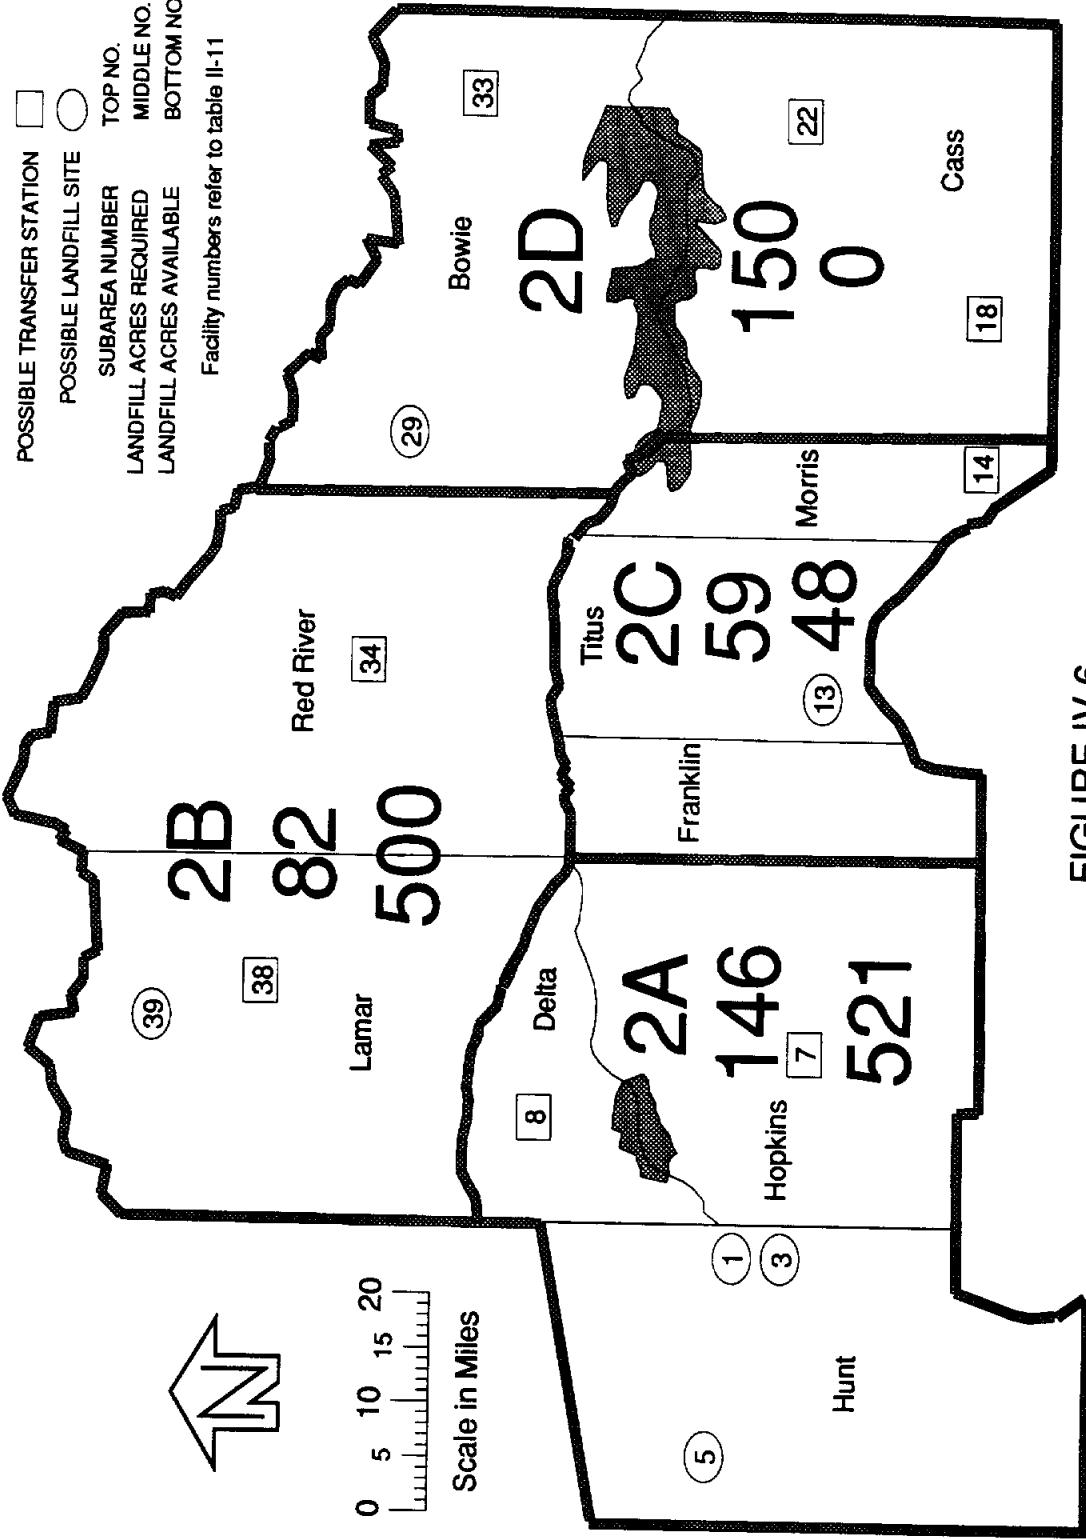 POSSIBLE TRANSFER STATION
POSSIBLE LANDFILL SITE
SUBAREA NUMBER TOP NO.
LANDFILL ACRES REQUIRED MIDDLE NO.
LANDFILL ACRES AVAILABLE BOTTOM NO
Facility numbers refer to table II-11
N
0 5 10 15 20
Scale in Miles
39
38
Lamar
2B
82
500
Red River
34
29
Bowie
33
2D
150
0
22
Cass
18
Delta
8
2A
146
521
7
Hopkins
Franklin
Titus
2C
59
48
13
Morris
14
1
3
5
Hunt